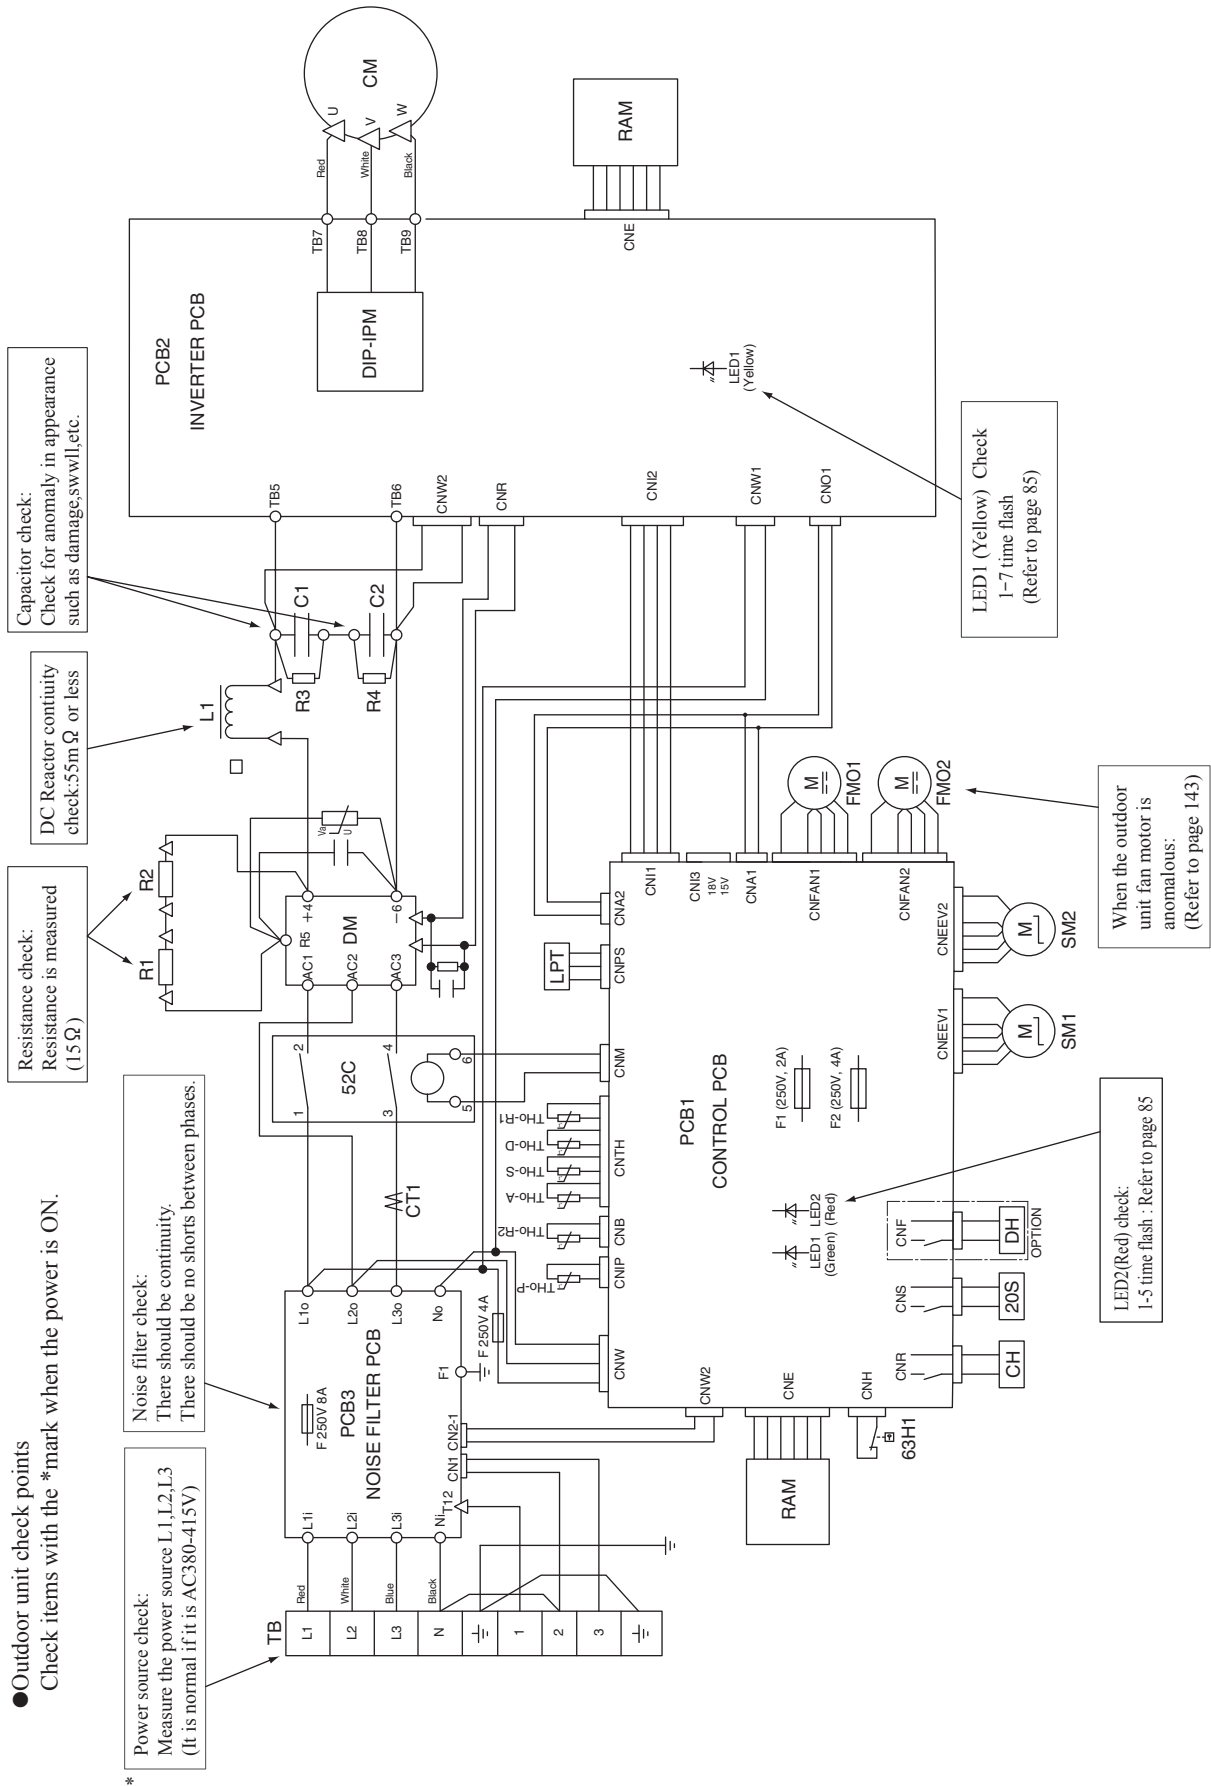 ●Outdoor unit check points
Check items with the *mark when the power is ON.
*
Power source check:
Measure the power source L1,L2,L3
(It is normal if it is AC380-415V)
Noise filter check:
There should be continuity.
There should be no shorts between phases.
Resistance check:
Resistance is measured
(15Ω)
DC Reactor contuity
check:55mΩ or less
Capacitor check:
Check for anomaly in appearance
such as damage,swwll,etc.
TB
L1
L2
L3
N
1
2
3
Red
White
Blue
Black
L1i
L2i
L3i
Ni
T12
F 250V 8A
PCB3
NOISE FILTER PCB
CN1
CN2-1
F1
L1o
L2o
L3o
No
F 250V 4A
CT1
1
2
3
4
52C
5
6
R1
R2
AC1
AC2
AC3
R5
+4
DM
−6
Va
U
L1
R3
R4
C1
C2
TB5
TB6
CNW2
CNR
CNI2
CNW1
CNO1
PCB2
INVERTER PCB
DIP-IPM
TB7
TB8
TB9
Red
White
Black
U
V
W
CM
CNE
RAM
LED1
(Yellow)
LED1 (Yellow) Check
1-7 time flash
(Refer to page 85)
THo-P
THo-R2
THo-A
THo-S
THo-D
THo-R1
LPT
CNW
CNIP
CNB
CNTH
CNM
CNPS
CNA2
CNI1
CNI3
18V
15V
CNA1
CNFAN1
CNFAN2
M
FMO1
M
FMO2
When the outdoor
unit fan motor is
anomalous:
(Refer to page 143)
PCB1
CONTROL PCB
F1 (250V, 2A)
F2 (250V, 4A)
LED1
(Green)
LED2
(Red)
CNW2
CNE
CNH
RAM
63H1
CNR
CH
CNS
20S
CNF
DH
OPTION
CNEEV1
M
SM1
CNEEV2
M
SM2
LED2(Red) check:
1-5 time flash : Refer to page 85